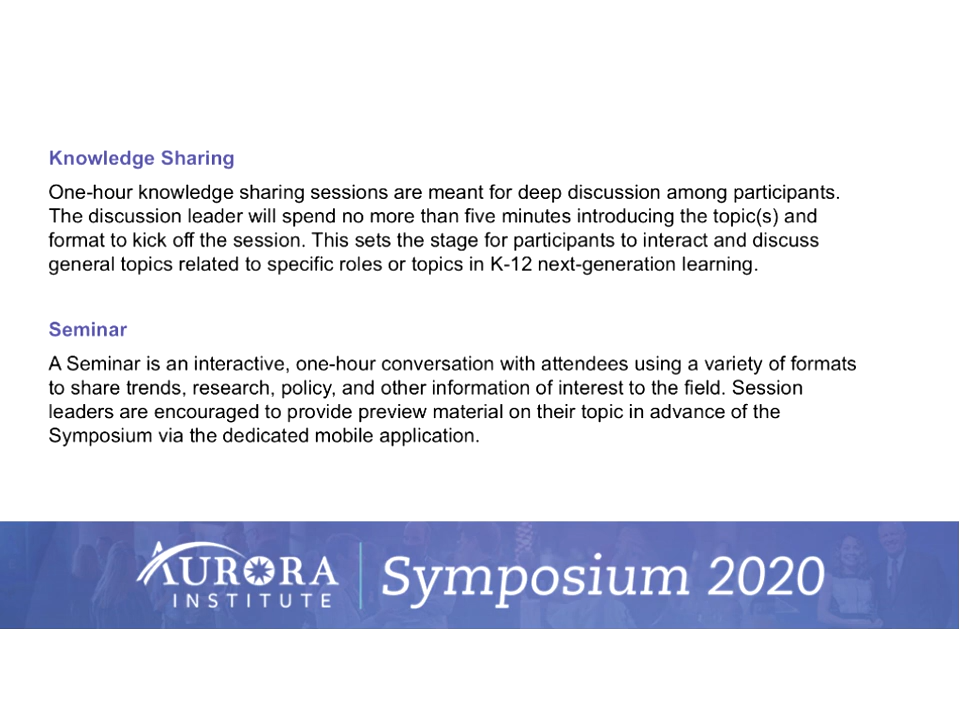 Knowledge Sharing
One-hour knowledge sharing sessions are meant for deep discussion among participants.
The discussion leader will spend no more than five minutes introducing the topic(s) and
format to kick off the session. This sets the stage for participants to interact and discuss
general topics related to specific roles or topics in K-12 next-generation learning.
Seminar
A Seminar is an interactive, one-hour conversation with attendees using a variety of formats
to share trends, research, policy, and other information of interest to the field. Session
leaders are encouraged to provide preview material on their topic in advance of the
Symposium via the dedicated mobile application.
AURORA
INSTITUTE
Symposium 2020